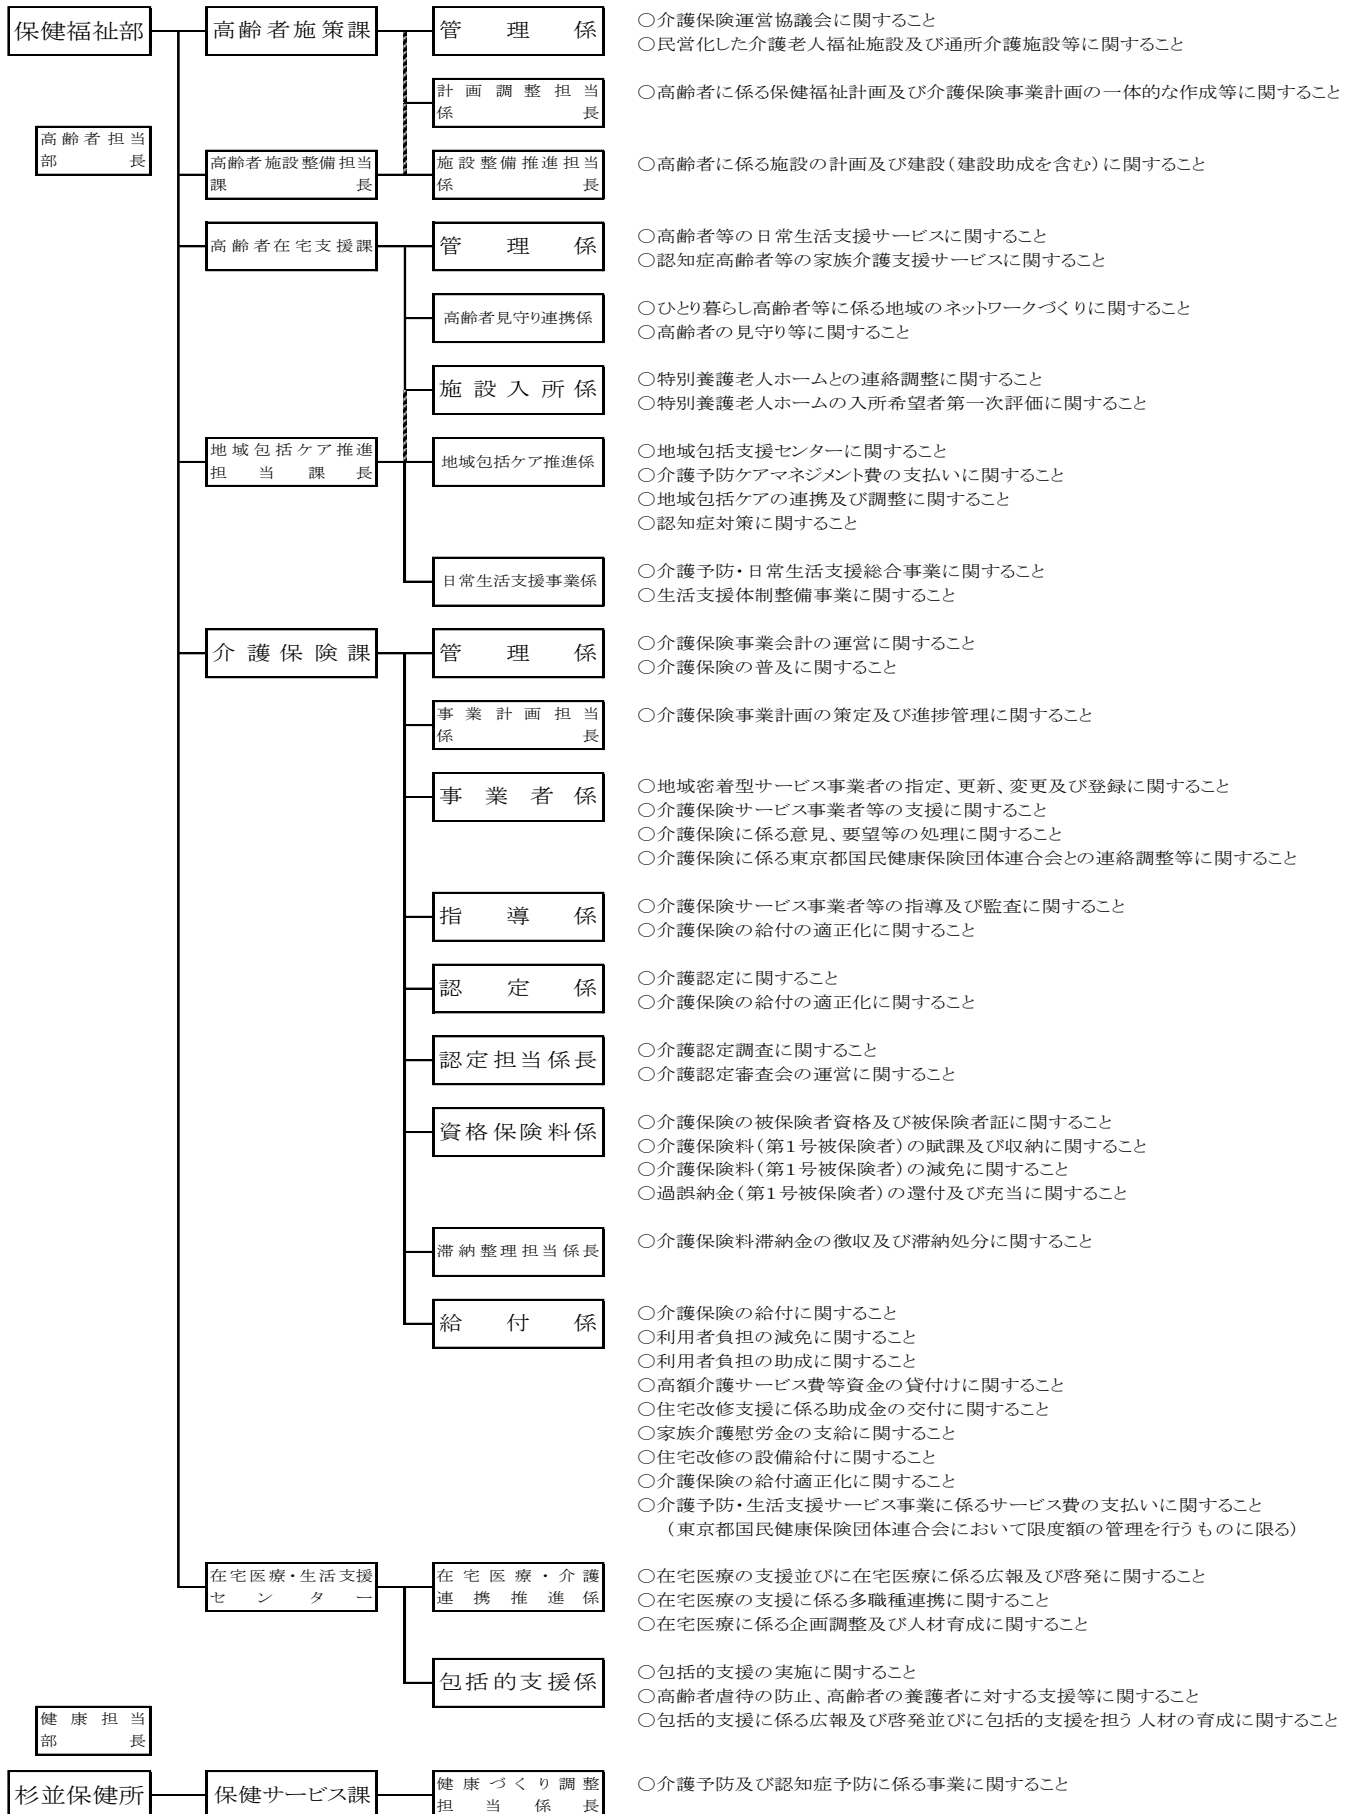 保健福祉部
高齢者施策課
管理係
○介護保険運営協議会に関すること
○民営化した介護老人福祉施設及び通所介護施設等に関すること
計画調整担当
係長
○高齢者に係る保健福祉計画及び介護保険事業計画の一体的な作成等に関すること
高齢者担当
部長
高齢者施設整備担当
課長
施設整備推進担当
係長
○高齢者に係る施設の計画及び建設(建設助成を含む)に関すること
高齢者在宅支援課
管理係
○高齢者等の日常生活支援サービスに関すること
○認知症高齢者等の家族介護支援サービスに関すること
高齢者見守り連携係
○ひとり暮らし高齢者等に係る地域のネットワークづくりに関すること
○高齢者の見守り等に関すること
施設入所係
○特別養護老人ホームとの連絡調整に関すること
○特別養護老人ホームの入所希望者第一次評価に関すること
地域包括ケア推進
担当課長
地域包括ケア推進係
○地域包括支援センターに関すること
○介護予防ケアマネジメント費の支払いに関すること
○地域包括ケアの連携及び調整に関すること
○認知症対策に関すること
日常生活支援事業係
○介護予防・日常生活支援総合事業に関すること
○生活支援体制整備事業に関すること
介護保険課
管理係
○介護保険事業会計の運営に関すること
○介護保険の普及に関すること
事業計画担当
係長
○介護保険事業計画の策定及び進捗管理に関すること
事業者係
○地域密着型サービス事業者の指定、更新、変更及び登録に関すること
○介護保険サービス事業者等の支援に関すること
○介護保険に係る意見、要望等の処理に関すること
○介護保険に係る東京都国民健康保険団体連合会との連絡調整等に関すること
指導係
○介護保険サービス事業者等の指導及び監査に関すること
○介護保険の給付の適正化に関すること
認定係
○介護認定に関すること
○介護保険の給付の適正化に関すること
認定担当係長
○介護認定調査に関すること
○介護認定審査会の運営に関すること
資格保険料係
○介護保険の被保険者資格及び被保険者証に関すること
○介護保険料(第1号被保険者)の賦課及び収納に関すること
○介護保険料(第1号被保険者)の減免に関すること
○過誤納金(第1号被保険者)の還付及び充当に関すること
滞納整理担当係長
○介護保険料滞納金の徴収及び滞納処分に関すること
給付係
○介護保険の給付に関すること
○利用者負担の減免に関すること
○利用者負担の助成に関すること
○高額介護サービス費等資金の貸付けに関すること
○住宅改修支援に係る助成金の交付に関すること
○家族介護慰労金の支給に関すること
○住宅改修の設備給付に関すること
○介護保険の給付適正化に関すること
○介護予防・生活支援サービス事業に係るサービス費の支払いに関すること
(東京都国民健康保険団体連合会において限度額の管理を行うものに限る)
在宅医療・生活支援
センター
在宅医療・介護
連携推進係
○在宅医療の支援並びに在宅医療に係る広報及び啓発に関すること
○在宅医療の支援に係る多職種連携に関すること
○在宅医療に係る企画調整及び人材育成に関すること
包括的支援係
○包括的支援の実施に関すること
○高齢者虐待の防止、高齢者の養護者に対する支援等に関すること
○包括的支援に係る広報及び啓発並びに包括的支援を担う人材の育成に関すること
健康担当
部長
杉並保健所
保健サービス課
健康づくり調整
担当係長
○介護予防及び認知症予防に係る事業に関すること